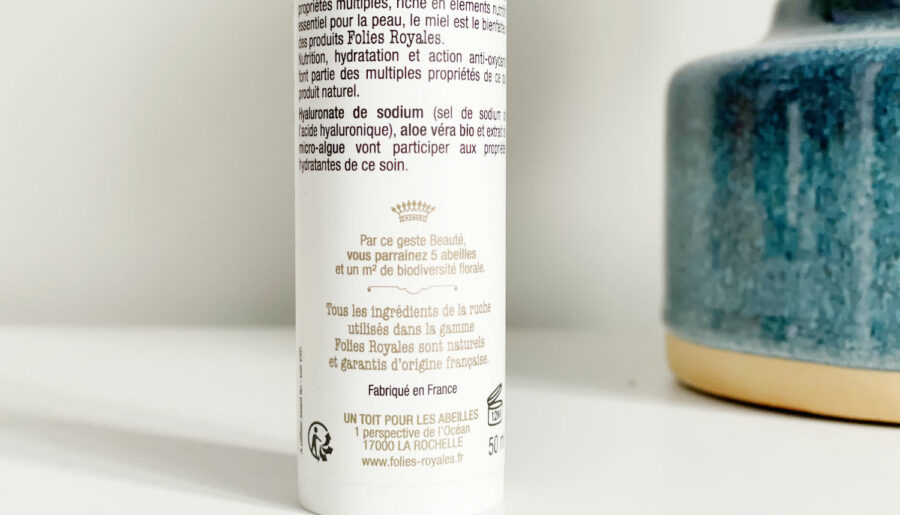 propriétés multiples, riche en éléments nutri
essentiel pour la peau, le miel est le bienfait
des produits Folies Royales.
Nutrition, hydratation et action anti-oxydan
font partie des multiples propriétés de ce
produit naturel.
Hyaluronate de sodium (sel de sodium
l'acide hyaluronique), aloe véra bio et extrait
micro-algue vont participer aux proprié
hydratantes de ce soin.
Par ce geste Beauté,
vous parrainez 5 abeilles
et un m² de biodiversité florale.
Tous les ingrédients de la ruche
utilisés dans la gamme
Folies Royales sont naturels
et garantis d'origine française.
Fabriqué en France
UN TOIT POUR LES ABEILLES
1 perspective de l'Océan
17000 LA ROCHELLE
www.folies-royales.fr
12M
50 m